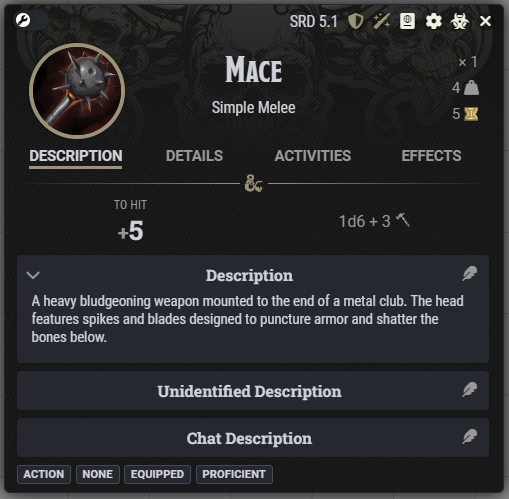 SRD 5.1
MACE
Simple Melee
× 1
4
5
DESCRIPTION
DETAILS
ACTIVITIES
EFFECTS
&
TO HIT
+5
1d6 + 3
Description
A heavy bludgeoning weapon mounted to the end of a metal club. The head
features spikes and blades designed to puncture armor and shatter the
bones below.
Unidentified Description
Chat Description
ACTION
NONE
EQUIPPED
PROFICIENT